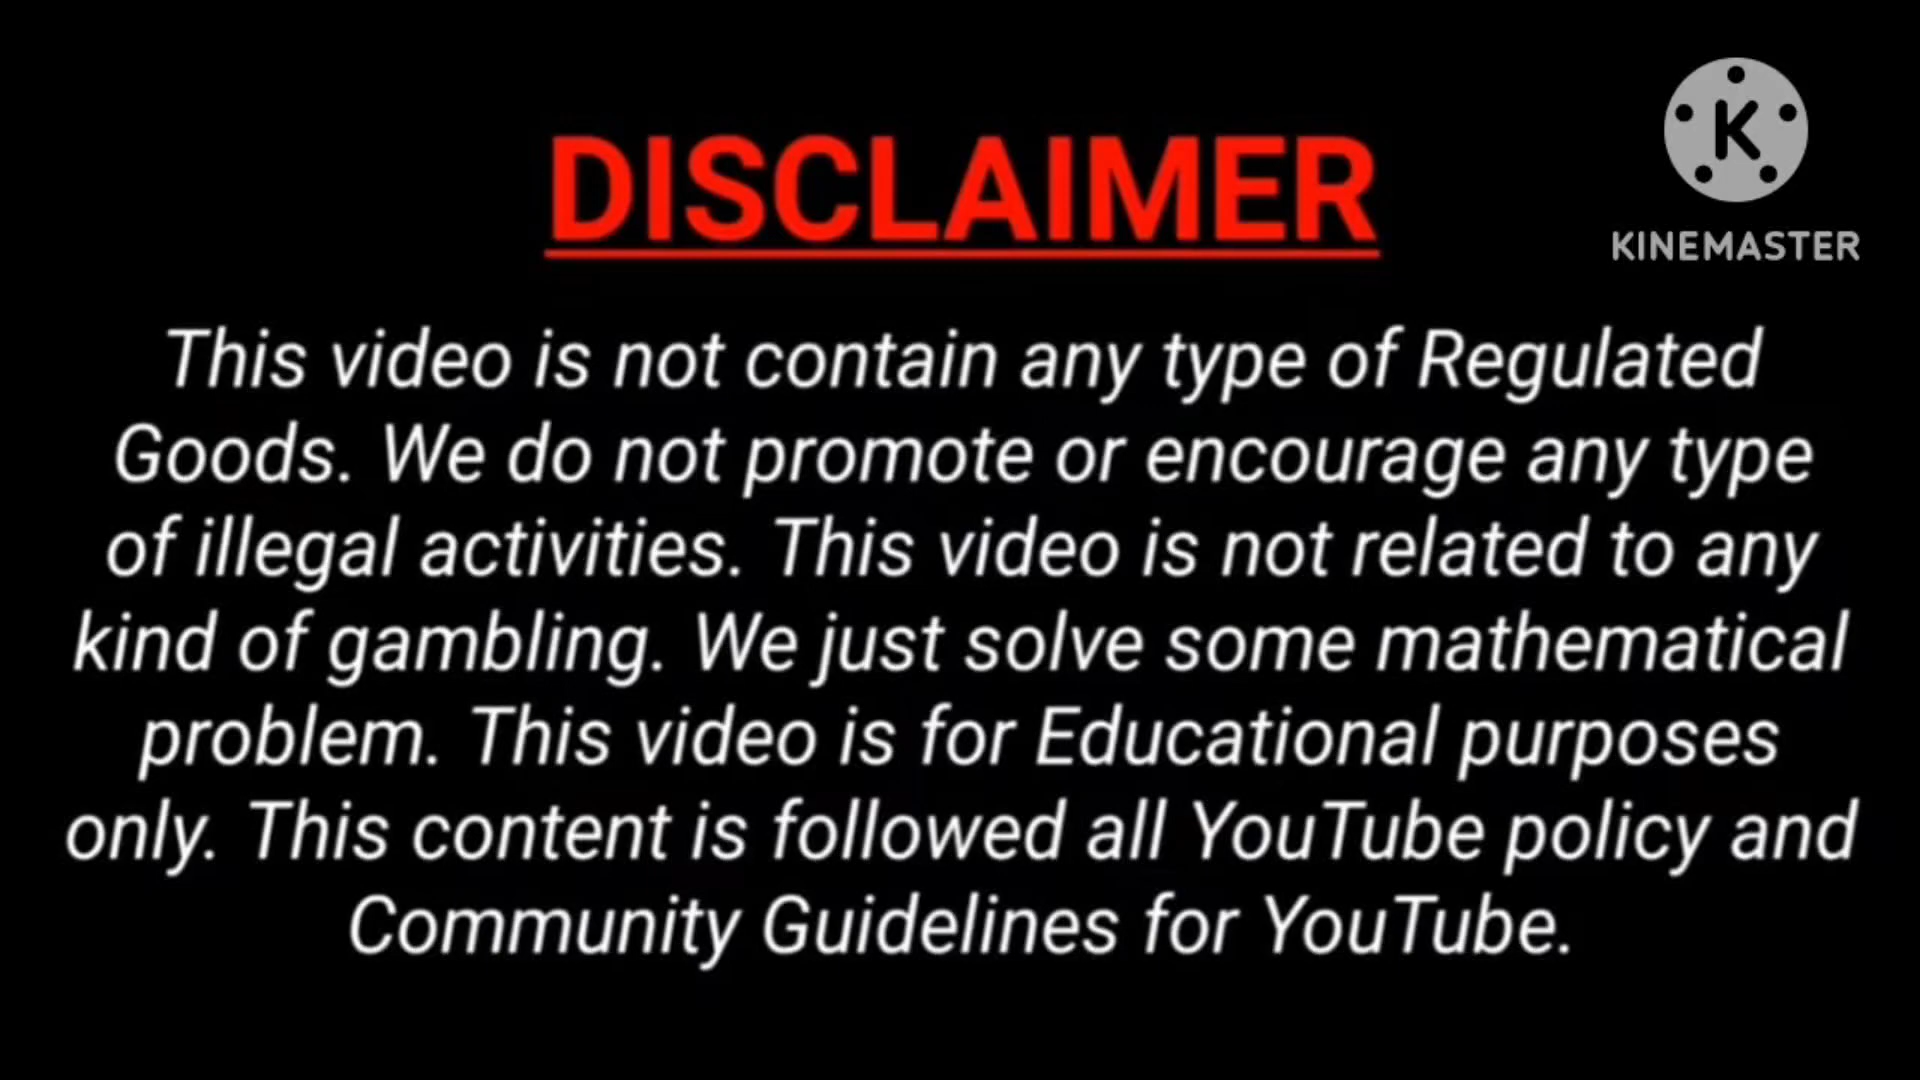 DISCLAIMER
K
KINEMASTER
This video is not contain any type of Regulated
Goods. We do not promote or encourage any type
of illegal activities. This video is not related to any
kind of gambling. We just solve some mathematical
problem. This video is for Educational purposes
only. This content is followed all YouTube policy and
Community Guidelines for YouTube.